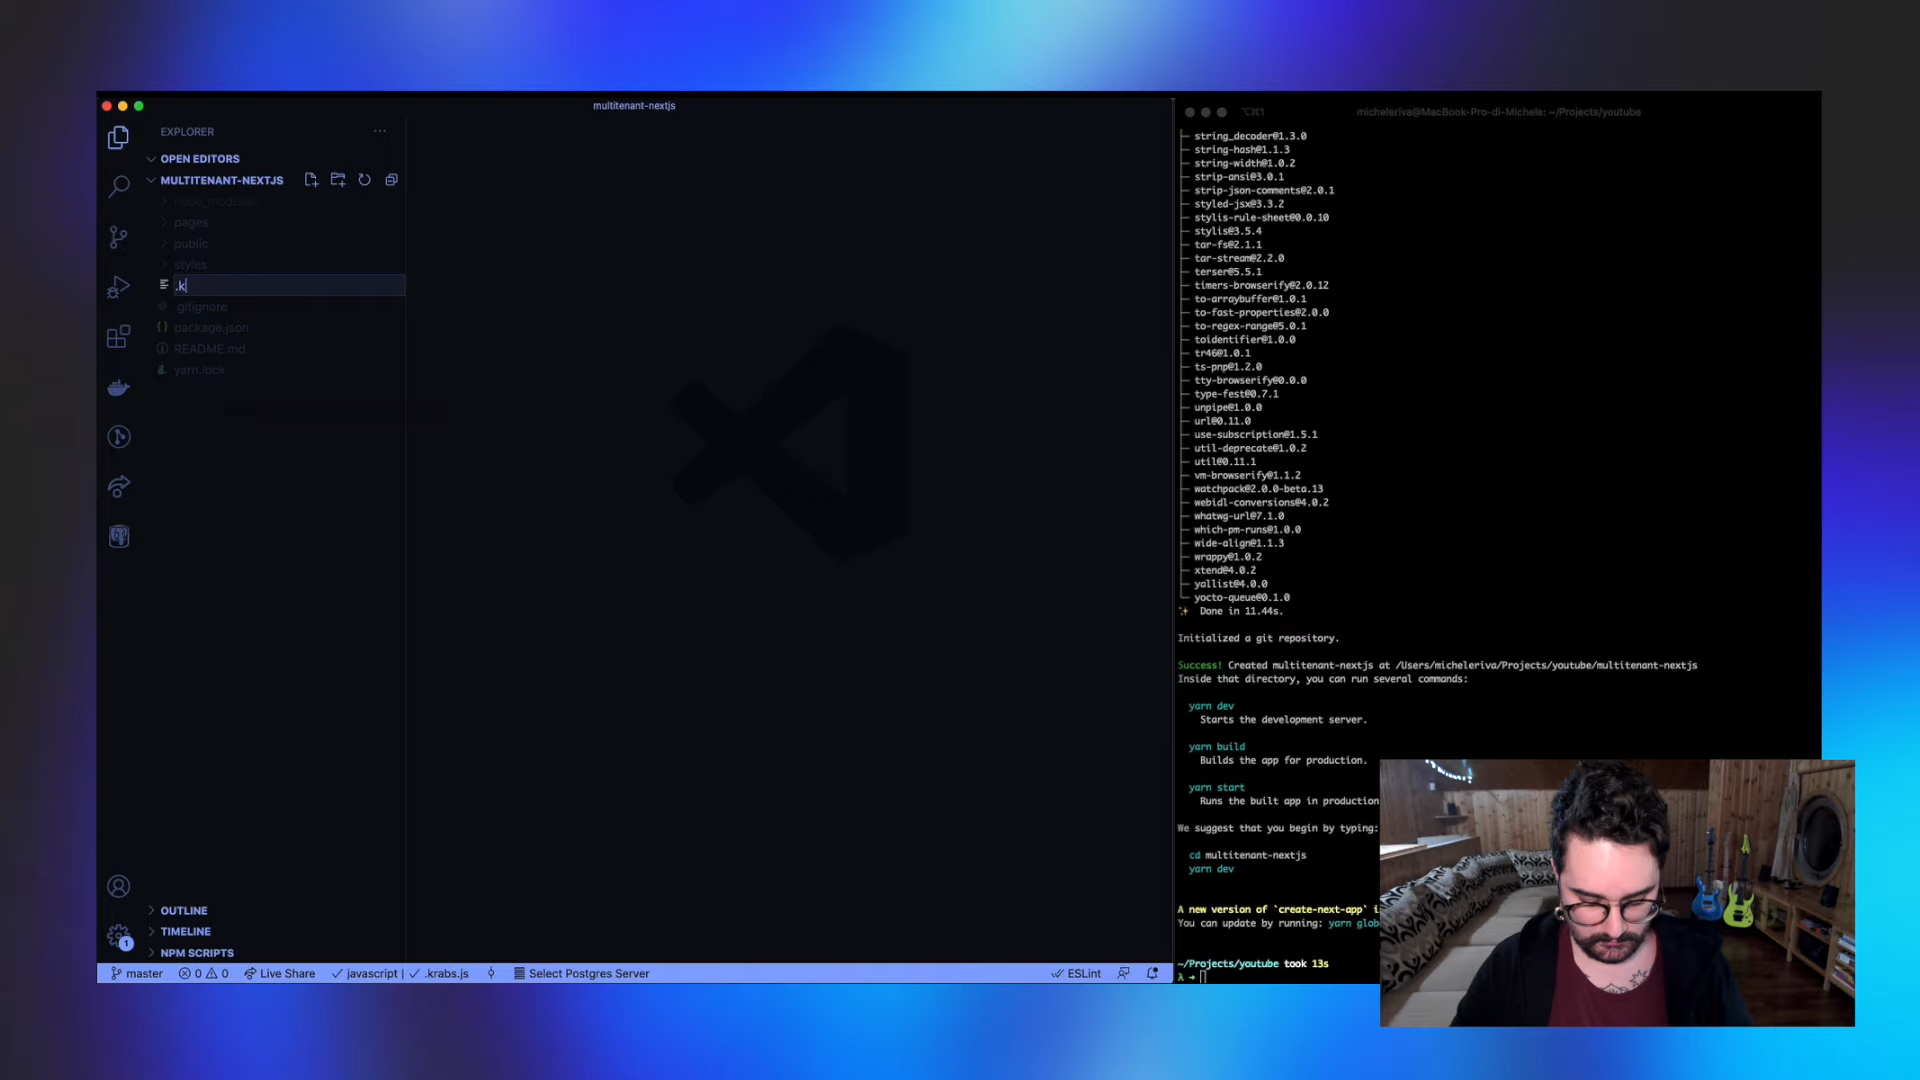 multitenant-nextjs
EXPLORER
OPEN EDITORS
MULTITENANT-NEXTJS
node_modules
pages
public
styles
.k
.gitignore
package.json
README.md
yarn.lock
OUTLINE
TIMELINE
NPM SCRIPTS
1
master 0 0 Live Share javascript | .krabs.js Select Postgres Server ESLint
⌥⌘1 micheleriva@MacBook-Pro-di-Michele: ~/Projects/youtube
├─ string_decoder@1.3.0
├─ string-hash@1.1.3
├─ string-width@1.0.2
├─ strip-ansi@3.0.1
├─ strip-json-comments@2.0.1
├─ styled-jsx@3.3.2
├─ stylis-rule-sheet@0.0.10
├─ stylis@3.5.4
├─ tar-fs@2.1.1
├─ tar-stream@2.2.0
├─ terser@5.5.1
├─ timers-browserify@2.0.12
├─ to-arraybuffer@1.0.1
├─ to-fast-properties@2.0.0
├─ to-regex-range@5.0.1
├─ toidentifier@1.0.0
├─ tr46@1.0.1
├─ ts-pnp@1.2.0
├─ tty-browserify@0.0.0
├─ type-fest@0.7.1
├─ unpipe@1.0.0
├─ url@0.11.0
├─ use-subscription@1.5.1
├─ util-deprecate@1.0.2
├─ util@0.11.1
├─ vm-browserify@1.1.2
├─ watchpack@2.0.0-beta.13
├─ webidl-conversions@4.0.2
├─ whatwg-url@7.1.0
├─ which-pm-runs@1.0.0
├─ wide-align@1.1.3
├─ wrappy@1.0.2
├─ xtend@4.0.2
├─ yallist@4.0.0
└─ yocto-queue@0.1.0
✨ Done in 11.44s.
Initialized a git repository.
Success! Created multitenant-nextjs at /Users/micheleriva/Projects/youtube/multitenant-nextjs
Inside that directory, you can run several commands:
yarn dev
Starts the development server.
yarn build
Builds the app for production.
yarn start
Runs the built app in production
We suggest that you begin by typing:
cd multitenant-nextjs
yarn dev
A new version of `create-next-app` i
You can update by running: yarn glob
~/Projects/youtube took 13s
λ →